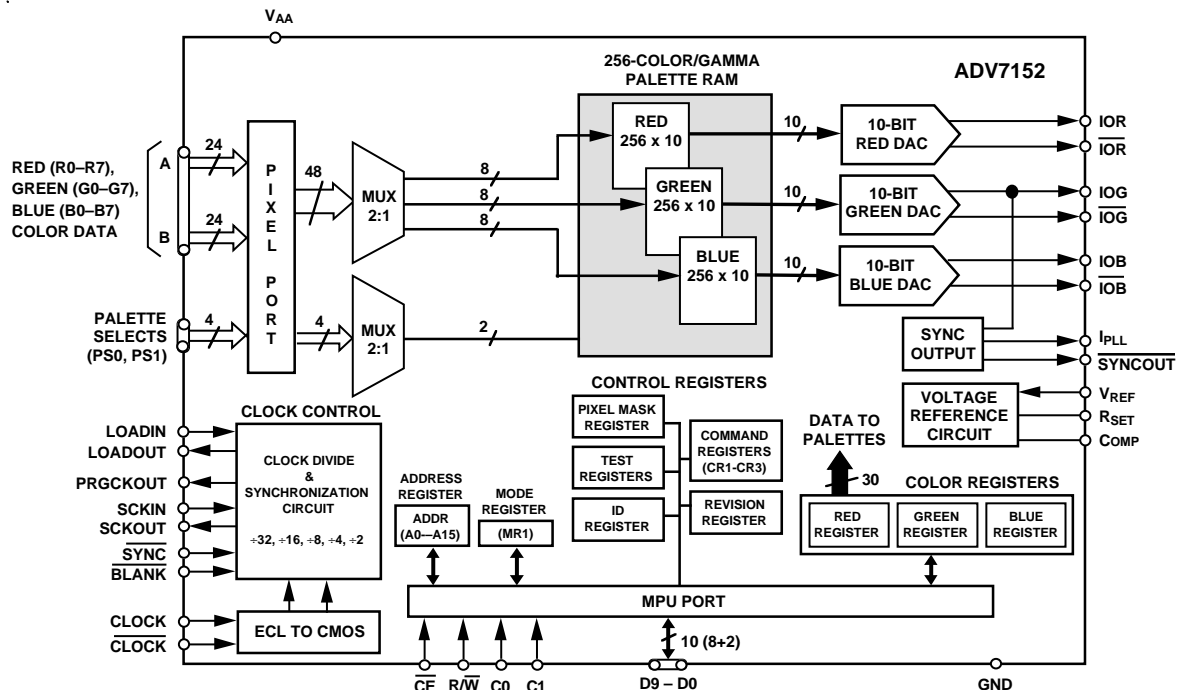 VAA
256-COLOR/GAMMA
PALETTE RAM
ADV7152
RED (R0–R7),
GREEN (G0–G7),
BLUE (B0–B7)
COLOR DATA
A
B
24
24
PIXEL
PORT
48
MUX
2:1
8
8
8
RED
256 x 10
GREEN
256 x 10
BLUE
256 x 10
10
10
10
10-BIT
RED DAC
10-BIT
GREEN DAC
10-BIT
BLUE DAC
IOR
IOR
IOG
IOG
IOB
IOB
PALETTE
SELECTS
(PS0, PS1)
4
4
MUX
2:1
2
SYNC
OUTPUT
IPLL
SYNCOUT
VOLTAGE
REFERENCE
CIRCUIT
VREF
RSET
COMP
CLOCK CONTROL
LOADIN
LOADOUT
PRGCKOUT
SCKIN
SCKOUT
SYNC
BLANK
CLOCK DIVIDE
&
SYNCHRONIZATION
CIRCUIT
÷32, ÷16, ÷8, ÷4, ÷2
CLOCK
CLOCK
ECL TO CMOS
CONTROL REGISTERS
PIXEL MASK
REGISTER
TEST
REGISTERS
ID
REGISTER
COMMAND
REGISTERS
(CR1-CR3)
REVISION
REGISTER
ADDRESS
REGISTER
ADDR
(A0-–A15)
MODE
REGISTER
(MR1)
DATA TO
PALETTES
30
COLOR REGISTERS
RED
REGISTER
GREEN
REGISTER
BLUE
REGISTER
MPU PORT
10 (8+2)
CE
R/W
C0
C1
D9 – D0
GND